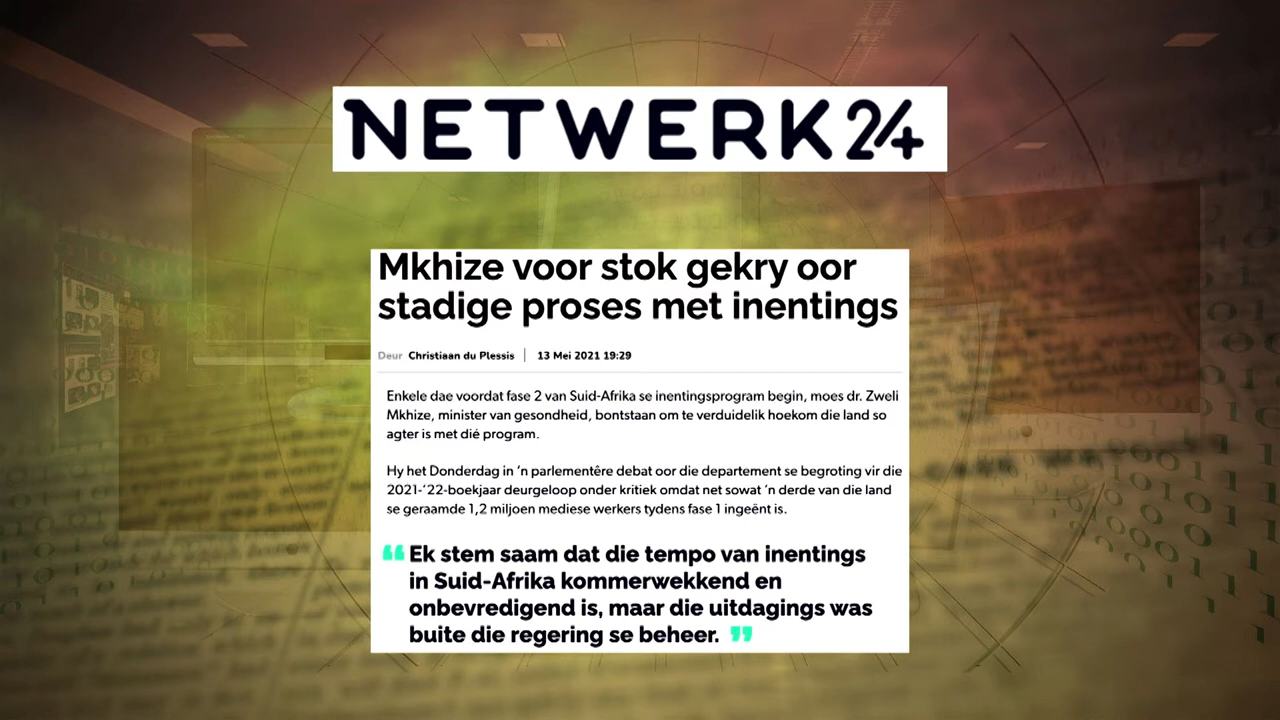 NETWERK24
Mkhize voor stok gekry oor
stadige proses met inentings
Deur Christiaan du Plessis | 13 Mei 2021 19:29
Enkele dae voordat fase 2 van Suid-Afrika se inentingsprogram begin, moes dr. Zweli
Mkhize, minister van gesondheid, bontstaan om te verduidelik hoekom die land so
agter is met dié program.
Hy het Donderdag in ’n parlementêre debat oor die departement se begroting vir die
2021-’22-boekjaar deurgeloop onder kritiek omdat net sowat ’n derde van die land
se geraamde 1,2 miljoen mediese werkers tydens fase 1 ingeënt is.
“Ek stem saam dat die tempo van inentings
in Suid-Afrika kommerwekkend en
onbevredigend is, maar die uitdagings was
buite die regering se beheer. ”